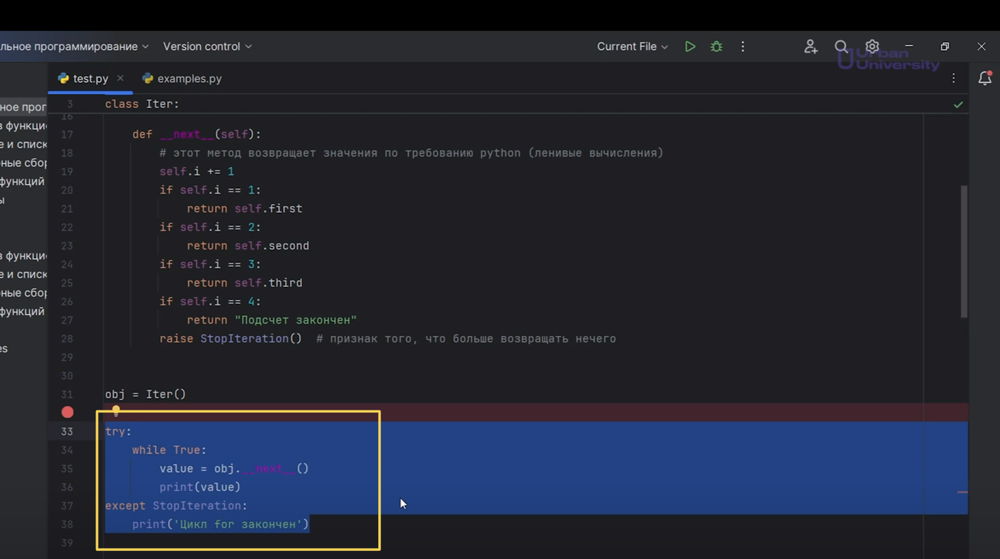 льное программирование Version control Current File
Urban
University
test.py examples.py
3 class Iter:
ное прог
16
в функци
17 def __next__(self):
е и списк
18 # этот метод возвращает значения по требованию python (ленивые вычисления)
ные сбор
19 self.i += 1
функций
20 if self.i == 1:
ы
21 return self.first
22 if self.i == 2:
23 return self.second
в функци
24 if self.i == 3:
е и списк
25 return self.third
ные сбор
26 if self.i == 4:
функций
27 return "Подсчет закончен"
28 raise StopIteration() # признак того, что больше возвращать нечего
es
29
30
31 obj = Iter()
33 try:
34 while True:
35 value = obj.__next__()
36 print(value)
37 except StopIteration:
38 print('Цикл for закончен')
39